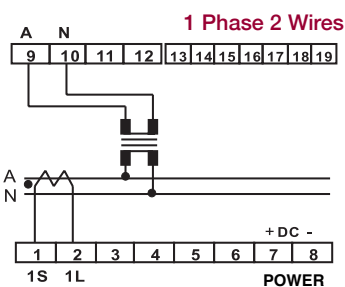 1 Phase 2 Wires
A N
9 10 11 12 13 14 15 16 17 18 19
A
N
+ DC -
1 2 3 4 5 6 7 8
1S 1L POWER